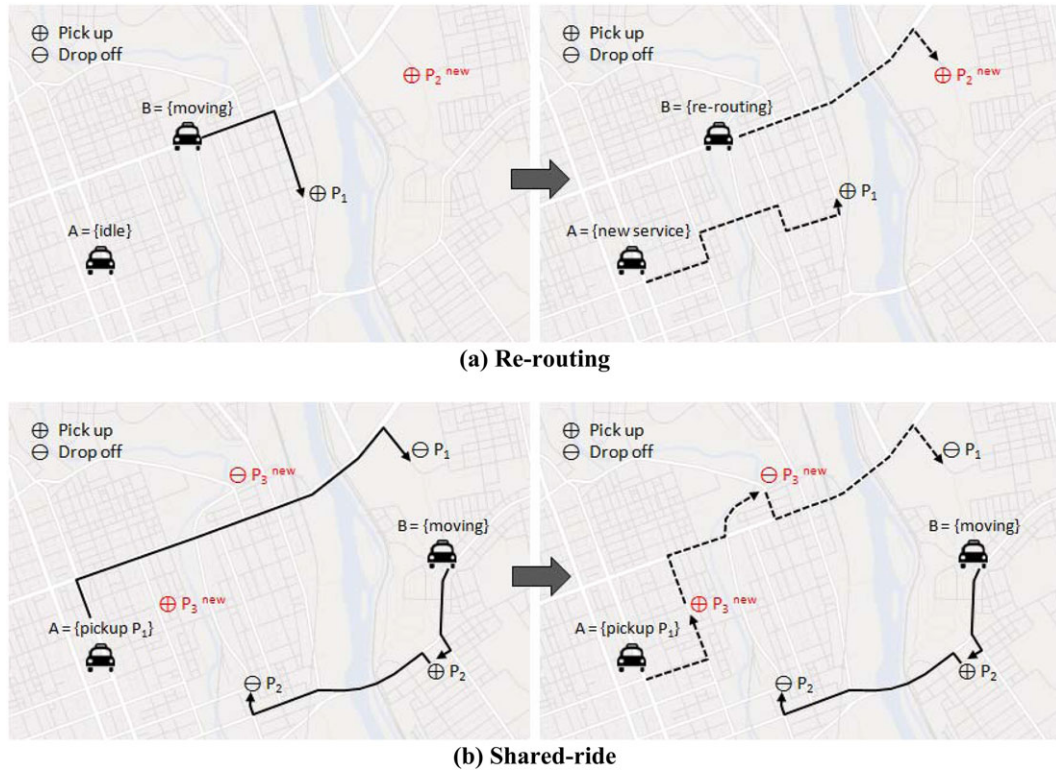 ⊕ Pick up
⊖ Drop off
⊕ P₂ new
B = {moving}
⊕ P₁
A = {idle}
⊕ Pick up
⊖ Drop off
⊕ P₂ new
B = {re-routing}
⊕ P₁
A = {new service}
(a) Re-routing
⊕ Pick up
⊖ Drop off
⊖ P₁
⊖ P₃ new
B = {moving}
⊕ P₃ new
A = {pickup P₁}
⊕ P₂
⊖ P₂
⊕ Pick up
⊖ Drop off
⊖ P₁
⊖ P₃ new
B = {moving}
⊕ P₃ new
A = {pickup P₁}
⊕ P₂
⊖ P₂
(b) Shared-ride